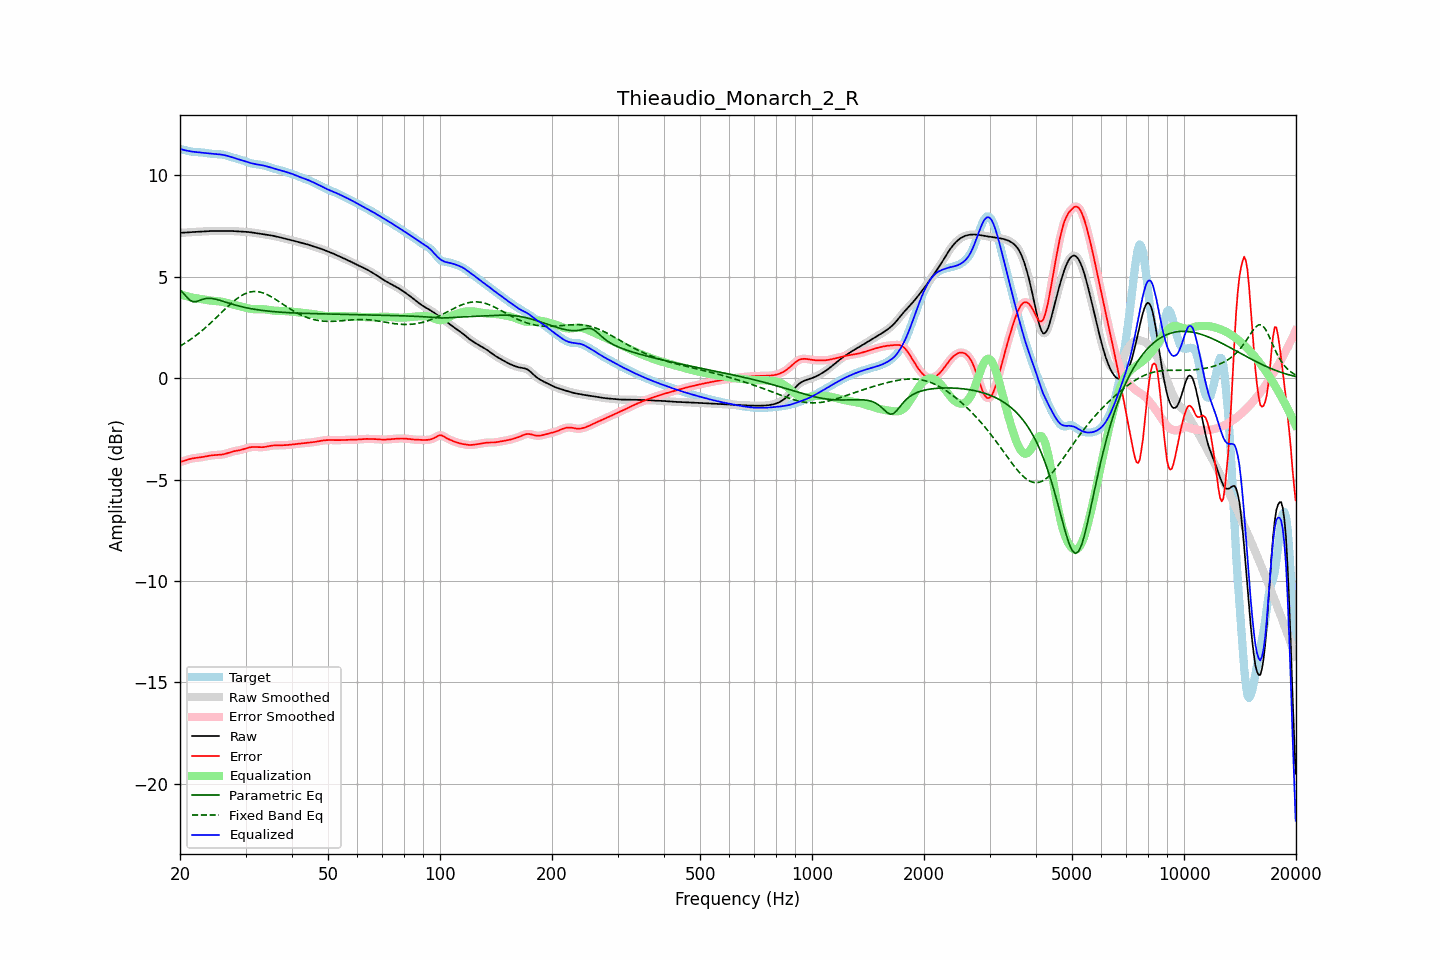 Thieaudio_Monarch_2_R
Amplitude (dBr)
10
5
0
−5
−10
−15
−20
Target
Raw Smoothed
Error Smoothed
Raw
Error
Equalization
Parametric Eq
Fixed Band Eq
Equalized
20 50 100 200 500 1000 2000 5000 10000 20000
Frequency (Hz)